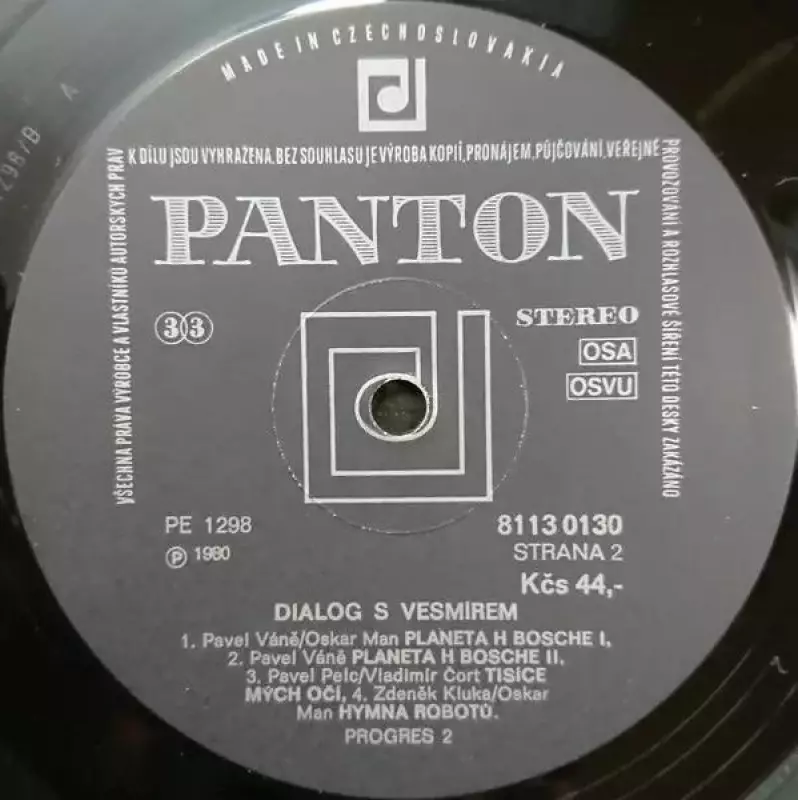 MADE IN CZECHOSLOVAKIA
VŠECHNA PRÁVA VÝROBCE A VLASTNÍKŮ AUTORSKÝCH PRÁV
K DÍLU JSOU VYHRAŽENA. BEZ SOUHLASU JE VÝROBA KOPIÍ, PRONÁJEM, PŮJČOVÁNÍ, VEŘEJNÉ
PROVOZOVÁNÍ A ROZHLASOVÉ ŠÍŘENÍ TÉTO DESKY ZAKÁZÁNO
PANTON
33
STEREO
OSA
OSVU
PE 1298
81130130
Ⓟ 1980
STRANA 2
Kčs 44,-
DIALOG S VESMÍREM
1. Pavel Váně/Oskar Man PLANETA H BOSCHE I,
2. Pavel Váně PLANETA H BOSCHE II,
3. Pavel Pelc/Vladimír Čort TISÍCE
MÝCH OČÍ, 4. Zdeněk Kluka/Oskar
Man HYMNA ROBOTŮ.
PROGRES 2